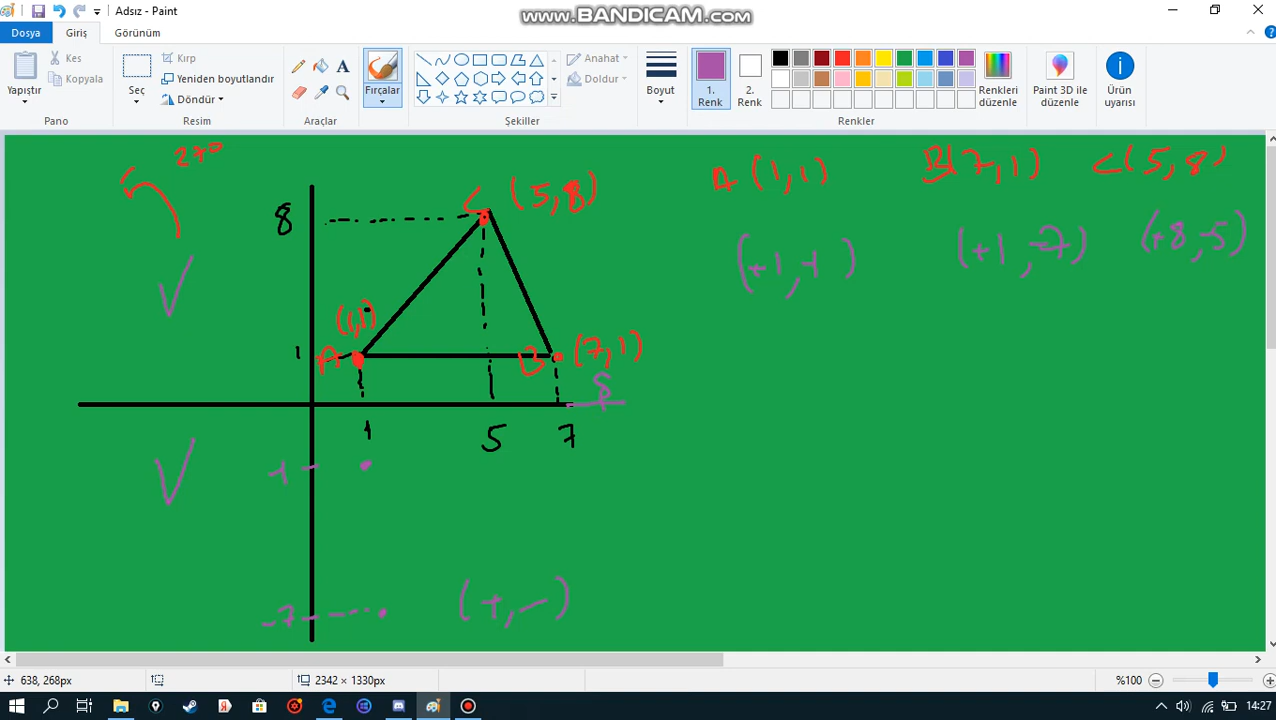 Adsız - Paint
www.BANDICAM.com
Dosya
Giriş
Görünüm
Yapıştır
Kes
Kopyala
Pano
Seç
Kırp
Yeniden boyutlandır
Döndür
Resim
A
Araçlar
Fırçalar
Anahat
Doldur
Şekiller
Boyut
1. Renk
2. Renk
Renkleri düzenle
Renkler
Paint 3D ile düzenle
Ürün uyarısı
270
A (1,1)
B(7,1)
C(5,8)
(+1,-1)
(+1,-7)
(+8,-5)
8
C (5,8)
(1,1)
1
A
B
(7,1)
8
1
5
7
-1
-7
(+,-)
638, 268px
2342 × 1330px
%100
14:27